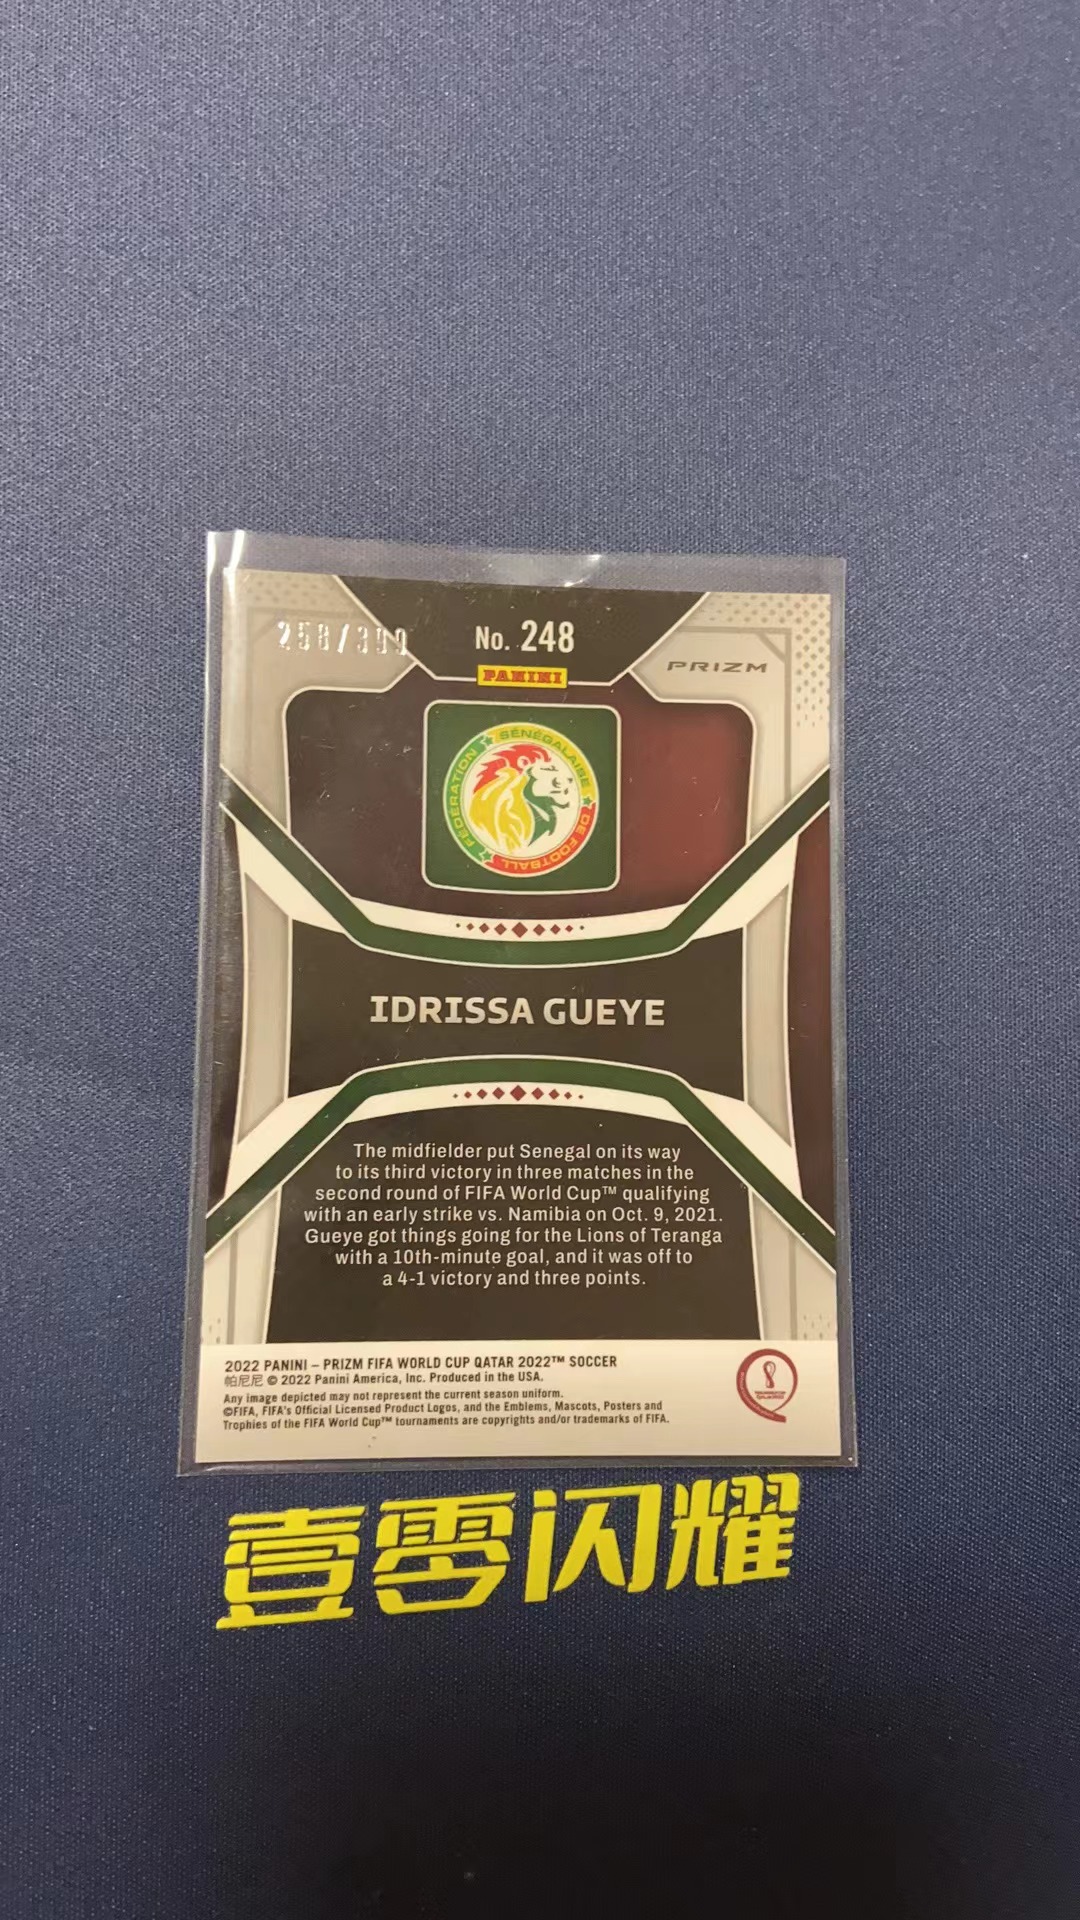 258/399
No. 248
PRIZM
PANINI
FÉDÉRATION SÉNÉGALAISE DE FOOTBALL
IDRISSA GUEYE
The midfielder put Senegal on its way
to its third victory in three matches in the
second round of FIFA World Cup™ qualifying
with an early strike vs. Namibia on Oct. 9, 2021.
Gueye got things going for the Lions of Teranga
with a 10th-minute goal, and it was off to
a 4-1 victory and three points.
2022 PANINI – PRIZM FIFA WORLD CUP QATAR 2022™ SOCCER
帕尼尼 © 2022 Panini America, Inc. Produced in the USA.
Any image depicted may not represent the current season uniform.
©FIFA, FIFA's Official Licensed Product Logos, and the Emblems, Mascots, Posters and
Trophies of the FIFA World Cup™ tournaments are copyrights and/or trademarks of FIFA.
壹零闪耀